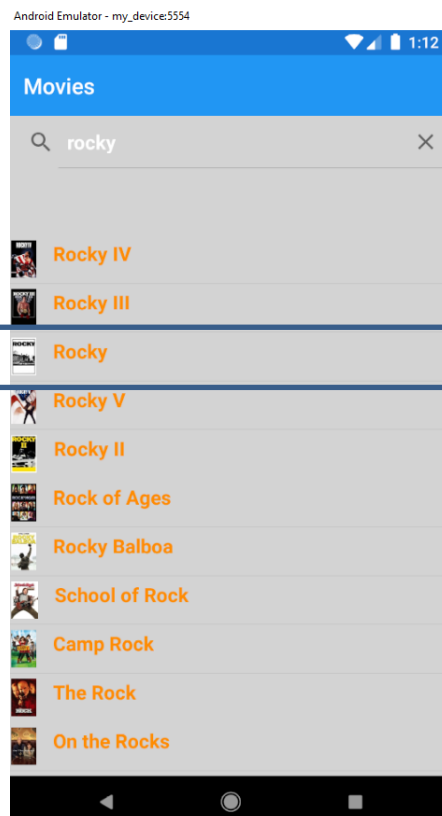 Android Emulator - my_device:5554
1:12
Movies
rocky
Rocky IV
Rocky III
Rocky
Rocky V
Rocky II
Rock of Ages
Rocky Balboa
School of Rock
Camp Rock
The Rock
On the Rocks